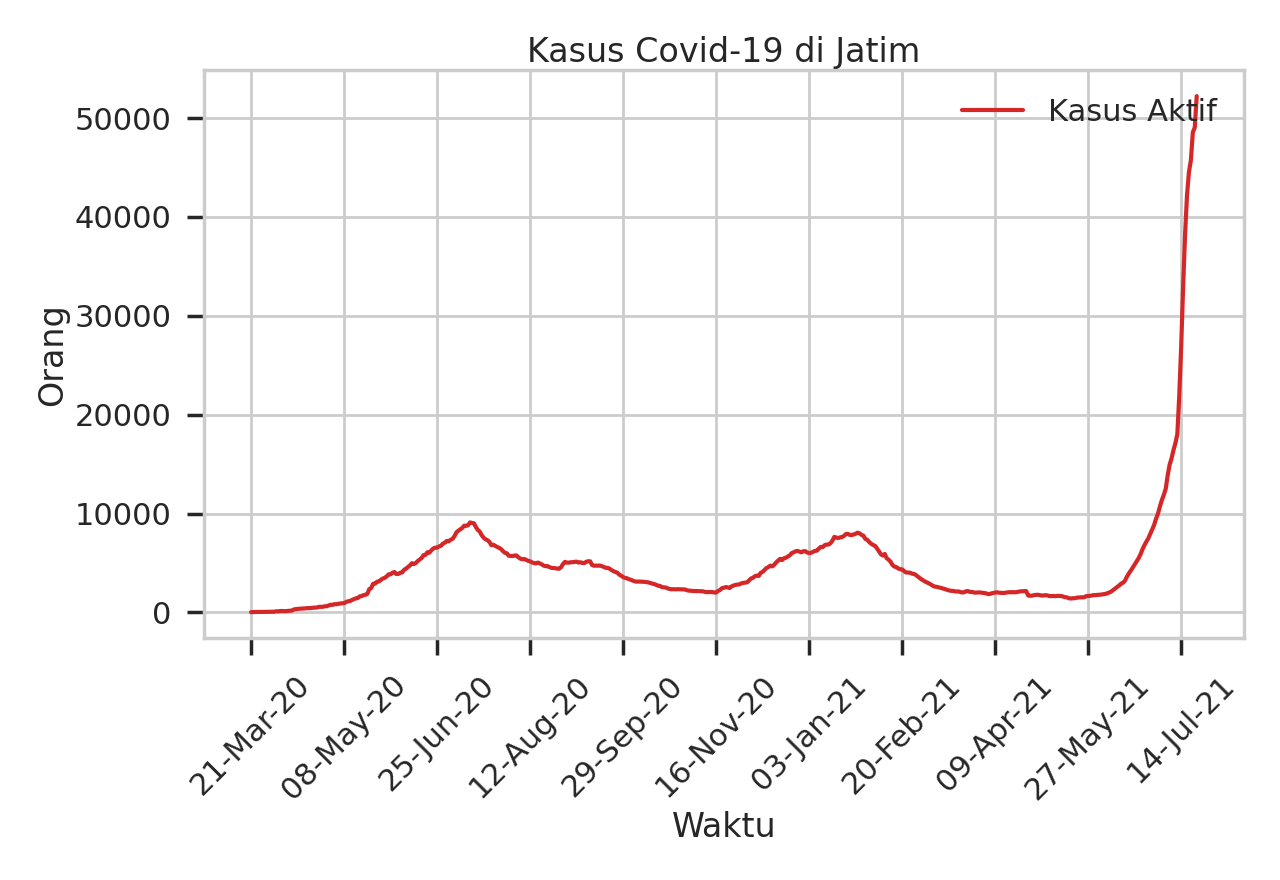 Kasus Covid-19 di Jatim
Kasus Aktif
50000
40000
30000
20000
10000
0
Orang
21-Mar-20
08-May-20
25-Jun-20
12-Aug-20
29-Sep-20
16-Nov-20
03-Jan-21
20-Feb-21
09-Apr-21
27-May-21
14-Jul-21
Waktu